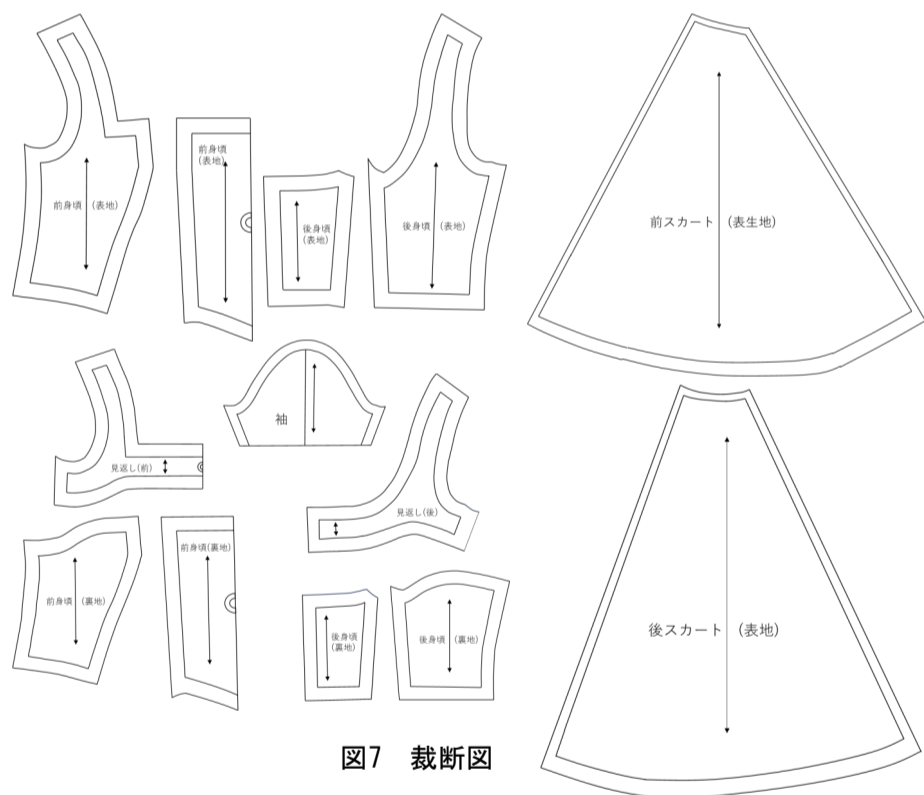 前身頃 (表地)
前身頃
(表地)
後身頃
(表地)
後身頃 (表地)
前スカート (表生地)
見返し(前)
袖
見返し(後)
前身頃 (裏地)
前身頃(裏地)
後身頃
(裏地)
後身頃 (裏地)
後スカート (表地)
図7 裁断図